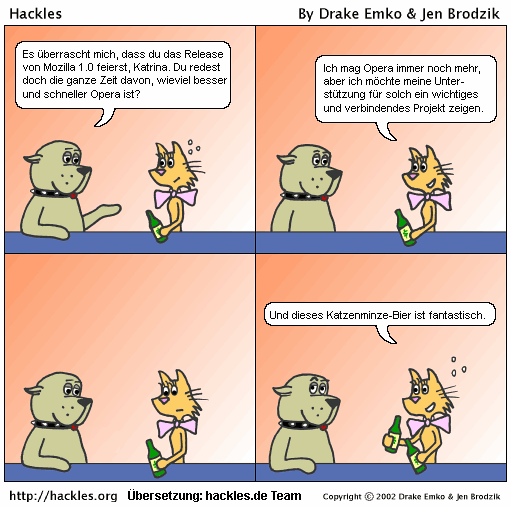 Hackles
By Drake Emko & Jen Brodzik
Es überrascht mich, dass du das Release
von Mozilla 1.0 feierst, Katrina. Du redest
doch die ganze Zeit davon, wieviel besser
und schneller Opera ist?
Ich mag Opera immer noch mehr,
aber ich möchte meine Unter-
stützung für solch ein wichtiges
und verbindendes Projekt zeigen.
Und dieses Katzenminze-Bier ist fantastisch.
http://hackles.org
Übersetzung: hackles.de Team
Copyright © 2002 Drake Emko & Jen Brodzik